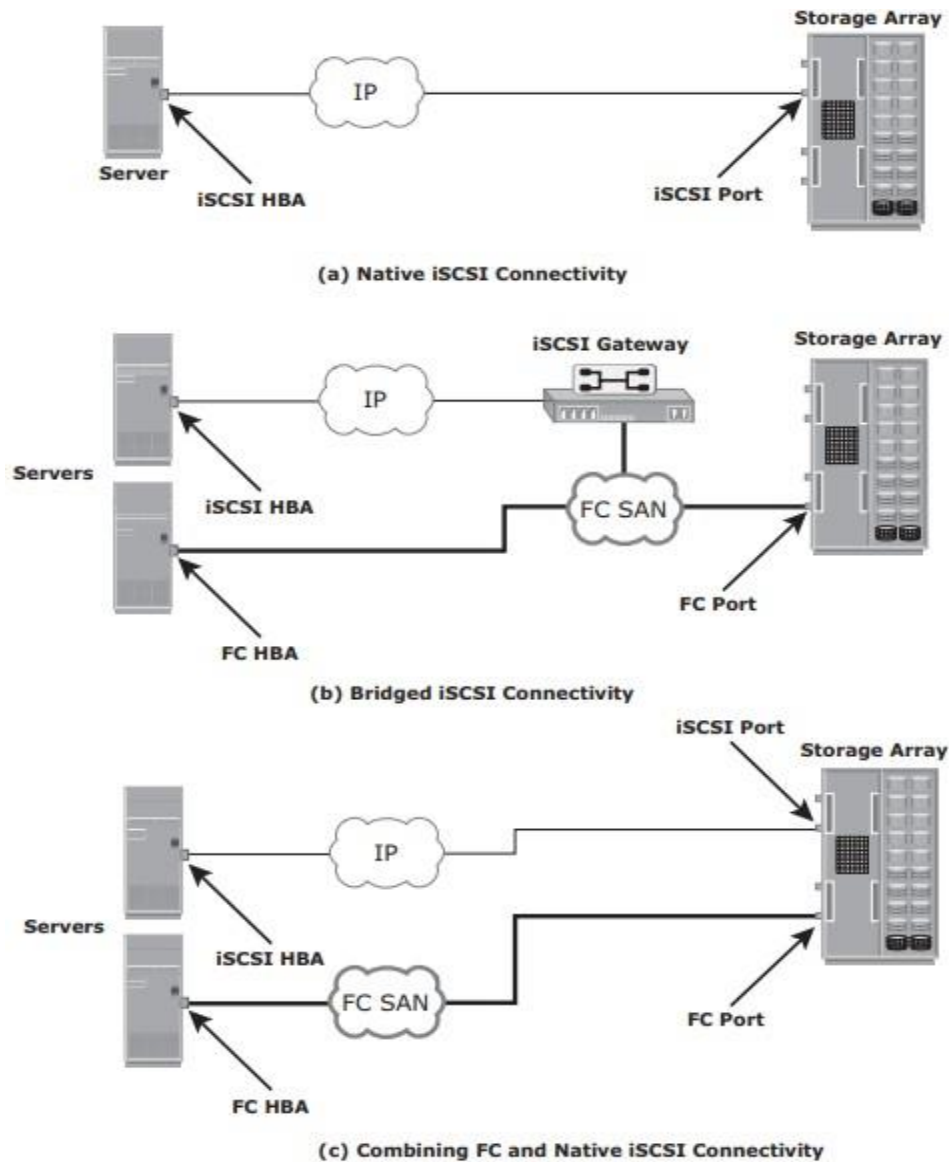 Storage Array
IP
Server
iSCSI HBA
iSCSI Port
(a) Native iSCSI Connectivity
Storage Array
iSCSI Gateway
IP
Servers
iSCSI HBA
FC SAN
FC Port
FC HBA
(b) Bridged iSCSI Connectivity
iSCSI Port
Storage Array
IP
Servers
iSCSI HBA
FC SAN
FC Port
FC HBA
(c) Combining FC and Native iSCSI Connectivity